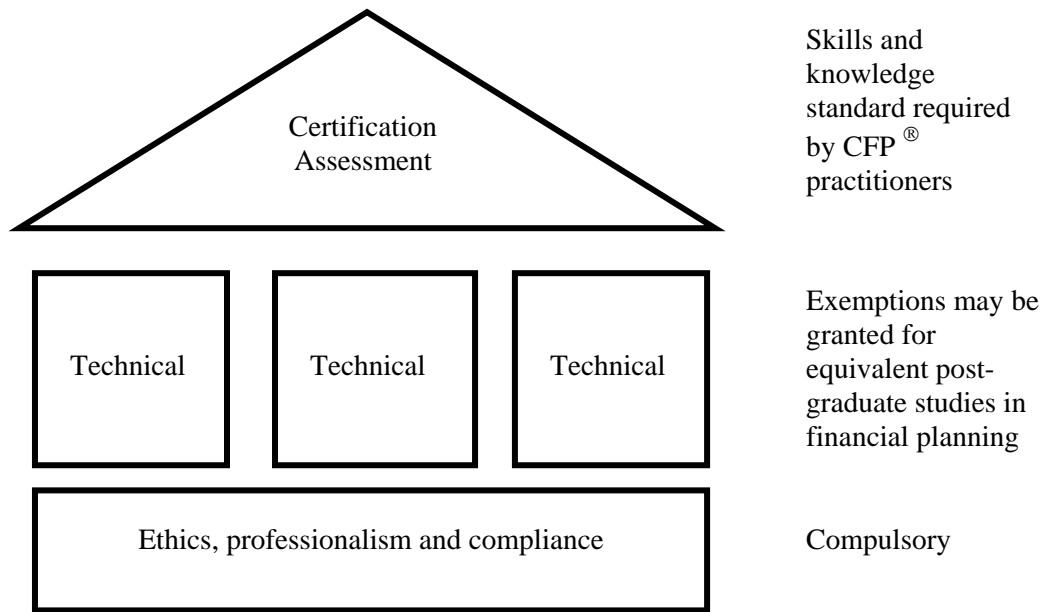 Certification
Assessment
Skills and
knowledge
standard required
by CFP ®
practitioners
Technical
Technical
Technical
Exemptions may be
granted for
equivalent post-
graduate studies in
financial planning
Ethics, professionalism and compliance
Compulsory